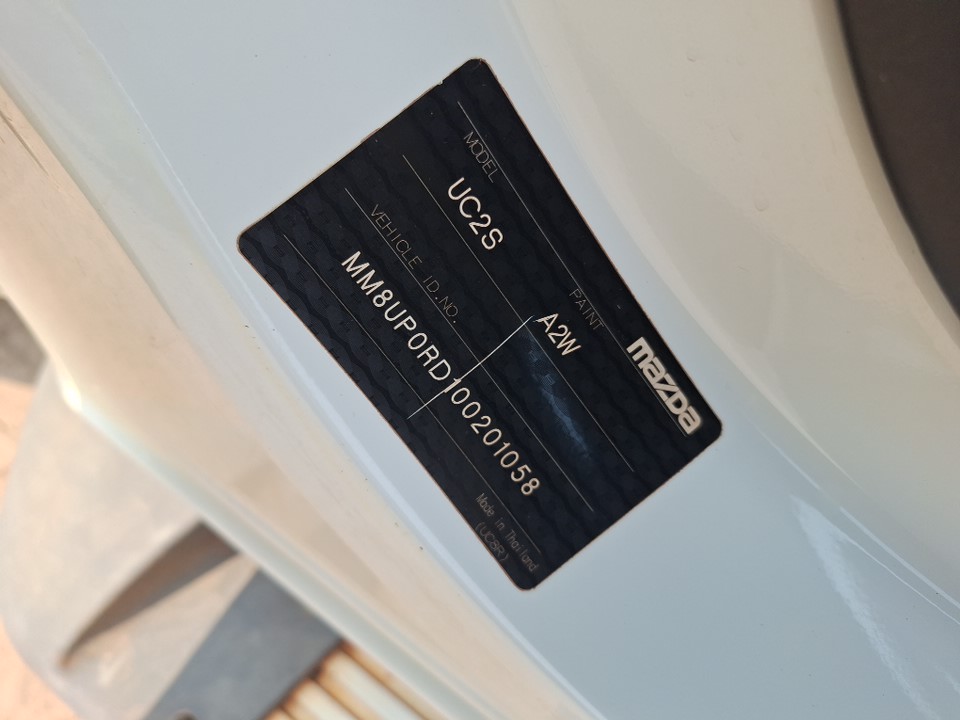 mazda
MODEL PAINT
UC2S A2W
VEHICLE ID.NO.
MM8UP0RD100201058
Made in Thailand
(UC8R)